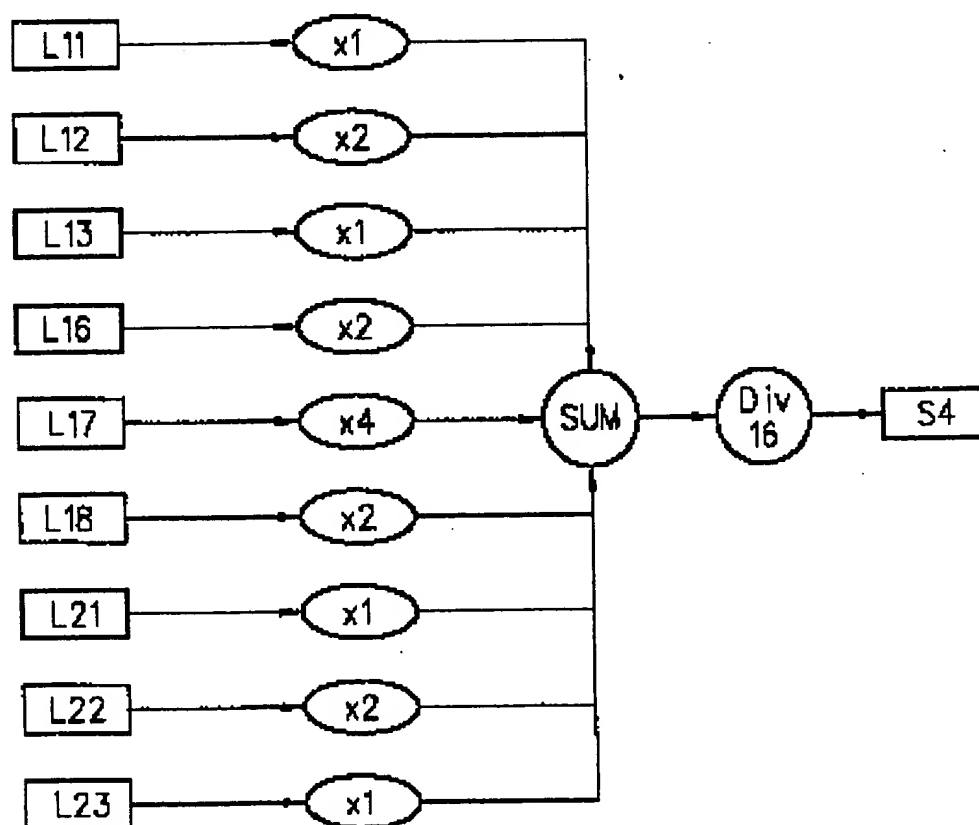 L11 x1
L12 x2
L13 x1
L16 x2
L17 x4 SUM Div 16 S4
L18 x2
L21 x1
L22 x2
L23 x1